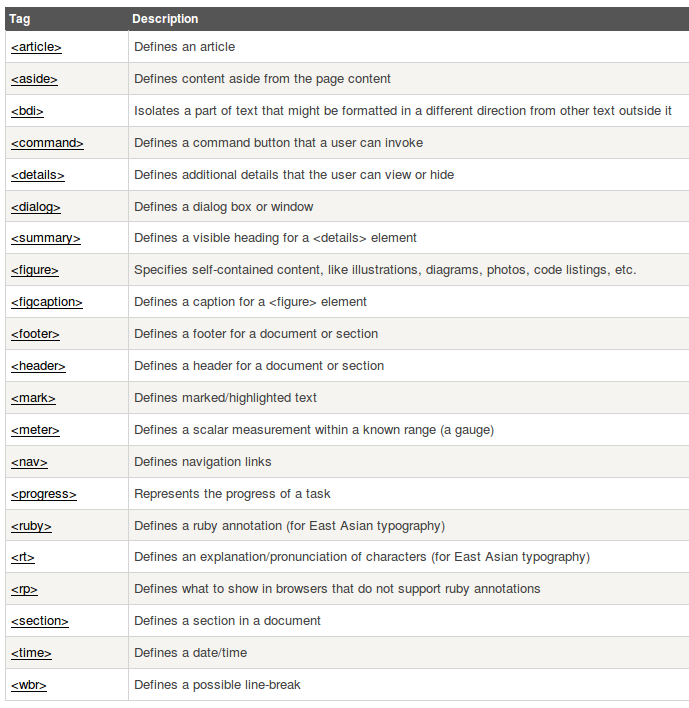 Tag Description
<article> Defines an article
<aside> Defines content aside from the page content
<bdi> Isolates a part of text that might be formatted in a different direction from other text outside it
<command> Defines a command button that a user can invoke
<details> Defines additional details that the user can view or hide
<dialog> Defines a dialog box or window
<summary> Defines a visible heading for a <details> element
<figure> Specifies self-contained content, like illustrations, diagrams, photos, code listings, etc.
<figcaption> Defines a caption for a <figure> element
<footer> Defines a footer for a document or section
<header> Defines a header for a document or section
<mark> Defines marked/highlighted text
<meter> Defines a scalar measurement within a known range (a gauge)
<nav> Defines navigation links
<progress> Represents the progress of a task
<ruby> Defines a ruby annotation (for East Asian typography)
<rt> Defines an explanation/pronunciation of characters (for East Asian typography)
<rp> Defines what to show in browsers that do not support ruby annotations
<section> Defines a section in a document
<time> Defines a date/time
<wbr> Defines a possible line-break